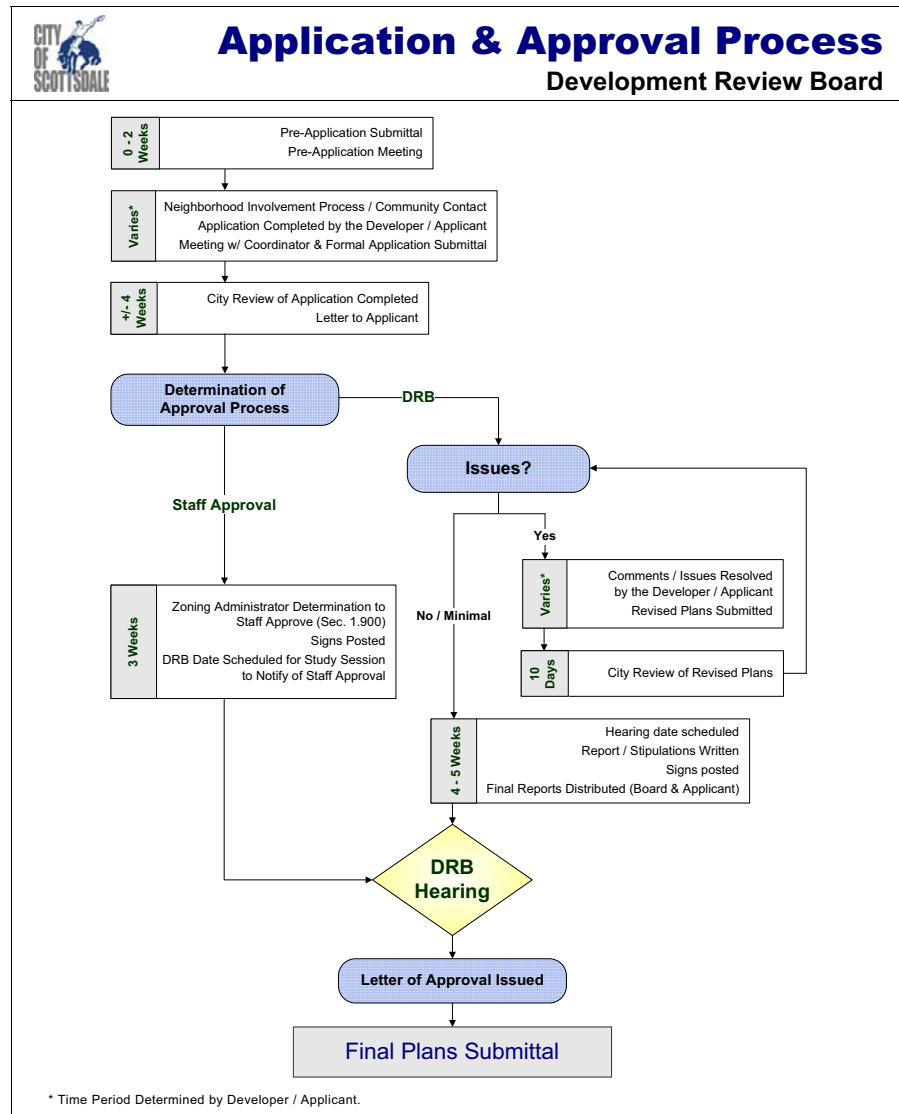 CITY
OF
SCOTTSDALE
Application & Approval Process
Development Review Board
0 - 2
Weeks
Pre-Application Submittal
Pre-Application Meeting
Varies*
Neighborhood Involvement Process / Community Contact
Application Completed by the Developer / Applicant
Meeting w/ Coordinator & Formal Application Submittal
+/- 4
Weeks
City Review of Application Completed
Letter to Applicant
Determination of
Approval Process
DRB
Issues?
Staff Approval
Yes
No / Minimal
Varies*
Comments / Issues Resolved
by the Developer / Applicant
Revised Plans Submitted
10
Days
City Review of Revised Plans
3 Weeks
Zoning Administrator Determination to
Staff Approve (Sec. 1.900)
Signs Posted
DRB Date Scheduled for Study Session
to Notify of Staff Approval
4 - 5 Weeks
Hearing date scheduled
Report / Stipulations Written
Signs posted
Final Reports Distributed (Board & Applicant)
DRB
Hearing
Letter of Approval Issued
Final Plans Submittal
* Time Period Determined by Developer / Applicant.